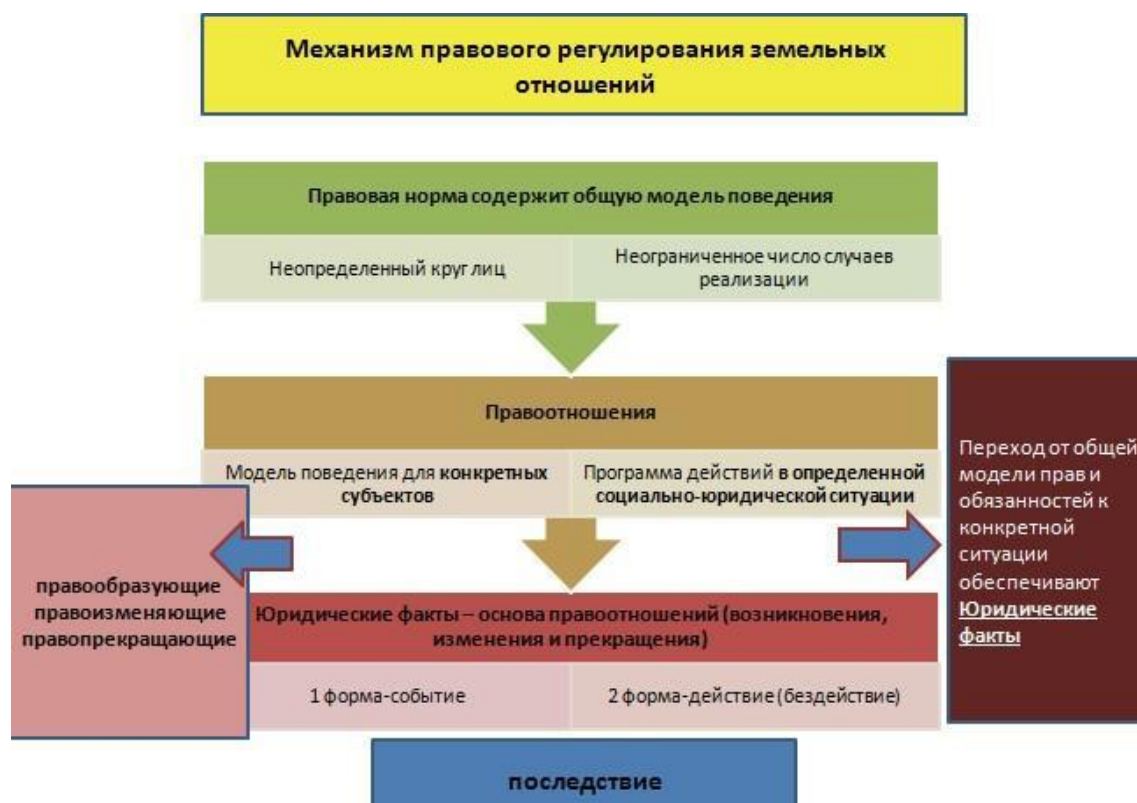 Механизм правового регулирования земельных
отношений
Правовая норма содержит общую модель поведения
Неопределенный круг лиц
Неограниченное число случаев
реализации
Правоотношения
Модель поведения для конкретных
субъектов
Программа действий в определенной
социально-юридической ситуации
Переход от общей
модели прав и
обязанностей к
конкретной
ситуации
обеспечивают
Юридические
факты
правообразующие
правоизменяющие
правопрекращающие
Юридические факты – основа правоотношений (возникновения,
изменения и прекращения)
1 форма-событие
2 форма-действие (бездействие)
последствие